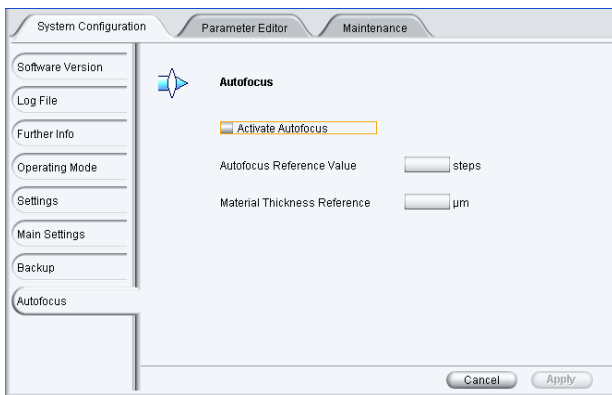 System Configuration
Parameter Editor
Maintenance
Software Version
Log File
Further Info
Operating Mode
Settings
Main Settings
Backup
Autofocus
Autofocus
Activate Autofocus
Autofocus Reference Value steps
Material Thickness Reference µm
Cancel
Apply